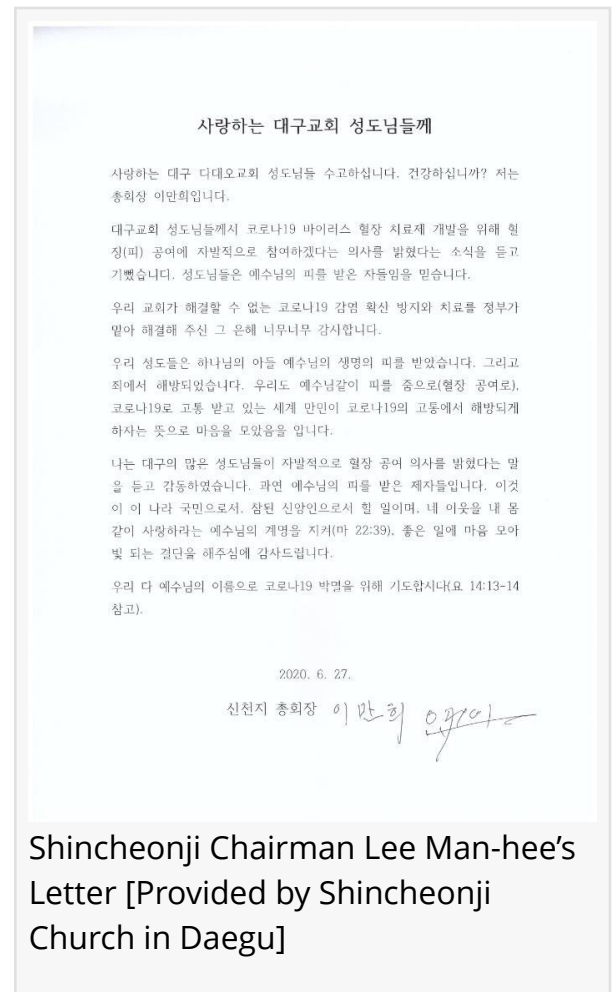 사랑하는 대구교회 성도님들께
사랑하는 대구 다대오교회 성도님들 수고하십니다. 건강하십니까? 저는
총회장 이만희입니다.
대구교회 성도님들께서 코로나19 바이러스 혈장 치료제 개발을 위해 혈
장(피) 공여에 자발적으로 참여하겠다는 의사를 밝혔다는 소식을 듣고
기뻤습니다. 성도님들은 예수님의 피를 받은 자들임을 믿습니다.
우리 교회가 해결할 수 없는 코로나19 감염 확산 방지와 치료를 정부가
맡아 해결해 주신 그 은혜 너무너무 감사합니다.
우리 성도들은 하나님의 아들 예수님의 생명의 피를 받았습니다. 그리고
죄에서 해방되었습니다. 우리도 예수님같이 피를 줌으로(혈장 공여로),
코로나19로 고통 받고 있는 세계 만민이 코로나19의 고통에서 해방되게
하자는 뜻으로 마음을 모았음을 압니다.
나는 대구의 많은 성도님들이 자발적으로 혈장 공여 의사를 밝혔다는 말
을 듣고 감동하였습니다. 과연 예수님의 피를 받은 제자들입니다. 이것
이 이 나라 국민으로서, 참된 신앙인으로서 할 일이며, 네 이웃을 내 몸
같이 사랑하라는 예수님의 계명을 지켜(마 22:39), 좋은 일에 마음 모아
빛 되는 결단을 해주심에 감사드립니다.
우리 다 예수님의 이름으로 코로나19 박멸을 위해 기도합시다(요 14:13-14
참고).
2020. 6. 27.
신천지 총회장 이만희
Shincheonji Chairman Lee Man-hee’s
Letter [Provided by Shincheonji
Church in Daegu]